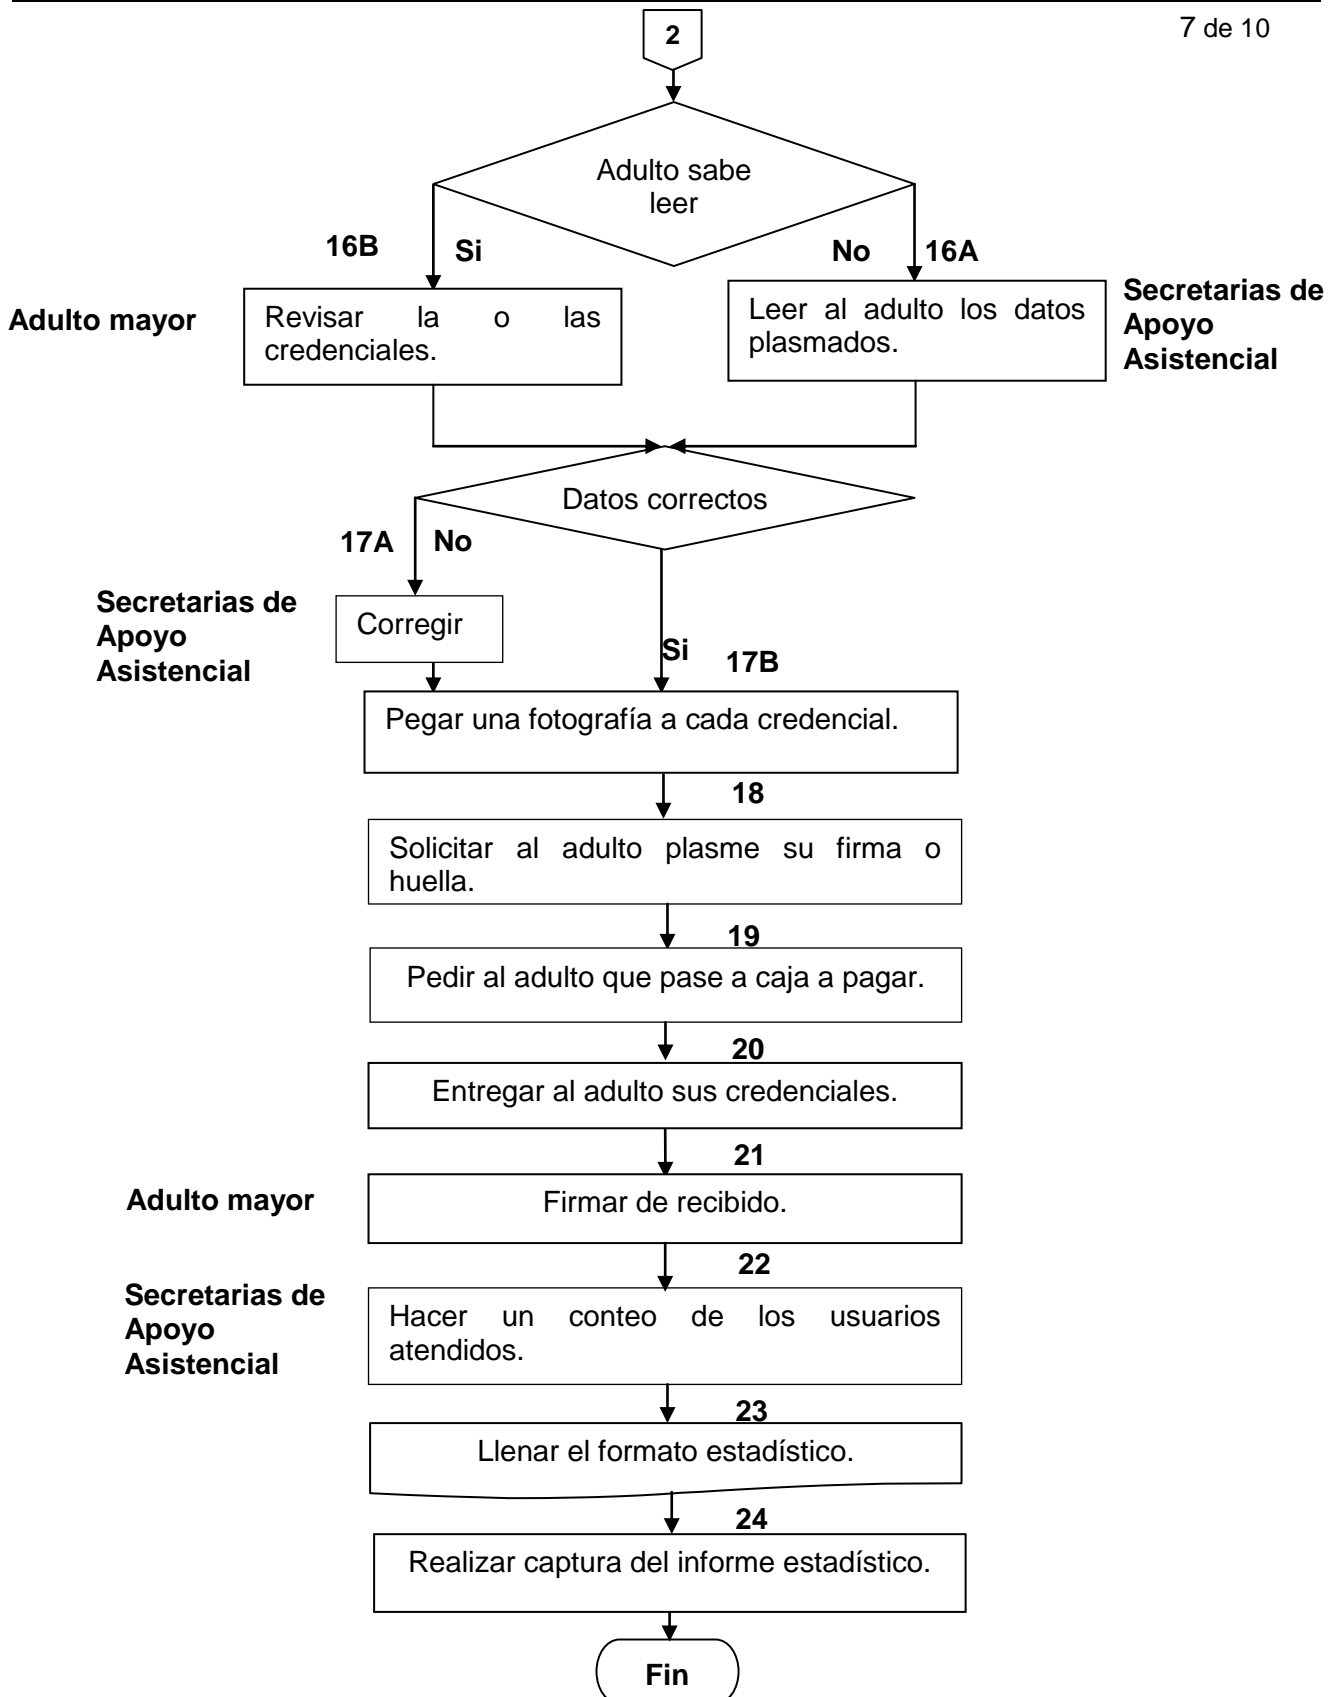 7 de 10
2
Adulto sabe
leer
16B
Si
No
16A
Adulto mayor
Revisar la o las
credenciales.
Leer al adulto los datos
plasmados.
Secretarias de
Apoyo
Asistencial
Datos correctos
17A
No
Secretarias de
Apoyo
Asistencial
Corregir
Si
17B
Pegar una fotografía a cada credencial.
18
Solicitar al adulto plasme su firma o
huella.
19
Pedir al adulto que pase a caja a pagar.
20
Entregar al adulto sus credenciales.
21
Adulto mayor
Firmar de recibido.
22
Secretarias de
Apoyo
Asistencial
Hacer un conteo de los usuarios
atendidos.
23
Llenar el formato estadístico.
24
Realizar captura del informe estadístico.
Fin